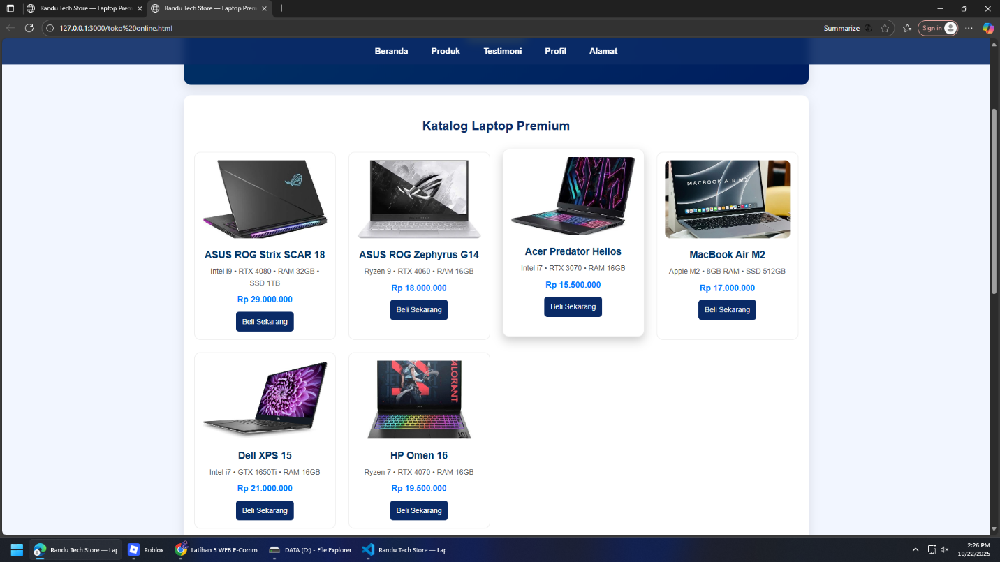 Randu Tech Store — Laptop Prem
Randu Tech Store — Laptop Prem
127.0.0.1:3000/toko%20online.html
Summarize
Sign in
Beranda
Produk
Testimoni
Profil
Alamat
Katalog Laptop Premium
MACBOOK AIR M2
ASUS ROG Strix SCAR 18
Intel i9 • RTX 4080 • RAM 32GB •
SSD 1TB
Rp 29.000.000
Beli Sekarang
ASUS ROG Zephyrus G14
Ryzen 9 • RTX 4060 • RAM 16GB
Rp 18.000.000
Beli Sekarang
Acer Predator Helios
Intel i7 • RTX 3070 • RAM 16GB
Rp 15.500.000
Beli Sekarang
MacBook Air M2
Apple M2 • 8GB RAM • SSD 512GB
Rp 17.000.000
Beli Sekarang
VALORANT
Dell XPS 15
Intel i7 • GTX 1650Ti • RAM 16GB
Rp 21.000.000
Beli Sekarang
HP Omen 16
Ryzen 7 • RTX 4070 • RAM 16GB
Rp 19.500.000
Beli Sekarang
Randu Tech Store — Lap
Roblox
Latihan 5 WEB E-Comm
DATA (D:) - File Explorer
Randu Tech Store — Lap
2:26 PM
10/22/2025